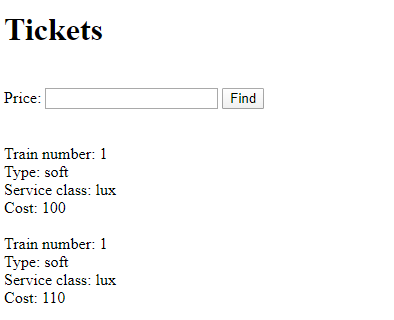 Tickets
Price: Find
Train number: 1
Type: soft
Service class: lux
Cost: 100
Train number: 1
Type: soft
Service class: lux
Cost: 110